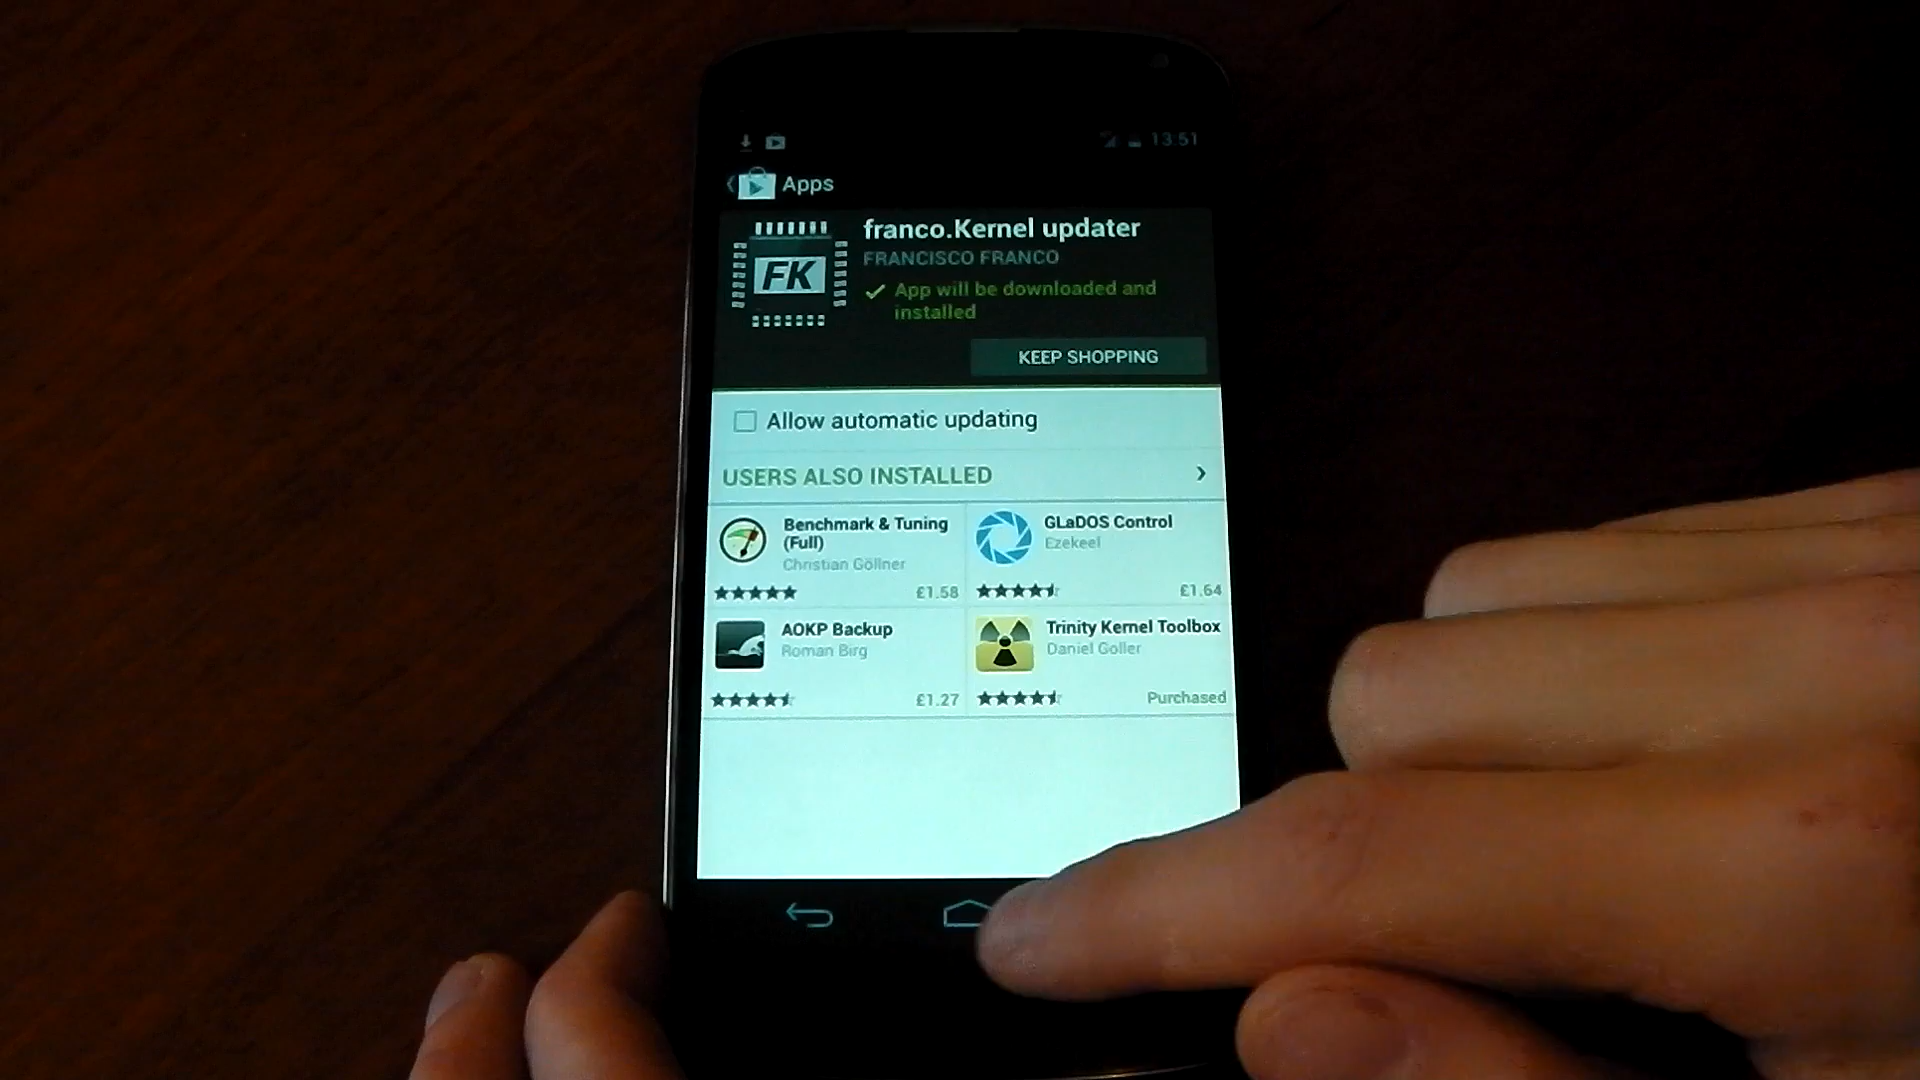 13.51
Apps
franco.Kernel updater
FRANCISCO FRANCO
FK
App will be downloaded and
installed
KEEP SHOPPING
Allow automatic updating
USERS ALSO INSTALLED
Benchmark & Tuning
(Full)
Christian Göllner
£1.58
GLaDOS Control
Ezekeel
£1.64
AOKP Backup
Roman Birg
£1.27
Trinity Kernel Toolbox
Daniel Goller
Purchased